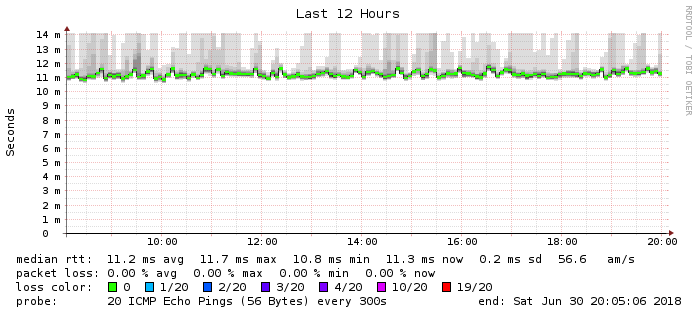 Last 12 Hours
RRDTOOL / TOBI OETIKER
Seconds
14 m
13 m
12 m
11 m
10 m
9 m
8 m
7 m
6 m
5 m
4 m
3 m
2 m
1 m
0
10:00 12:00 14:00 16:00 18:00 20:00
median rtt: 11.2 ms avg 11.7 ms max 10.8 ms min 11.3 ms now 0.2 ms sd 56.6 am/s
packet loss: 0.00 % avg 0.00 % max 0.00 % min 0.00 % now
loss color: 0 1/20 2/20 3/20 4/20 10/20 19/20
probe: 20 ICMP Echo Pings (56 Bytes) every 300s end: Sat Jun 30 20:05:06 2018